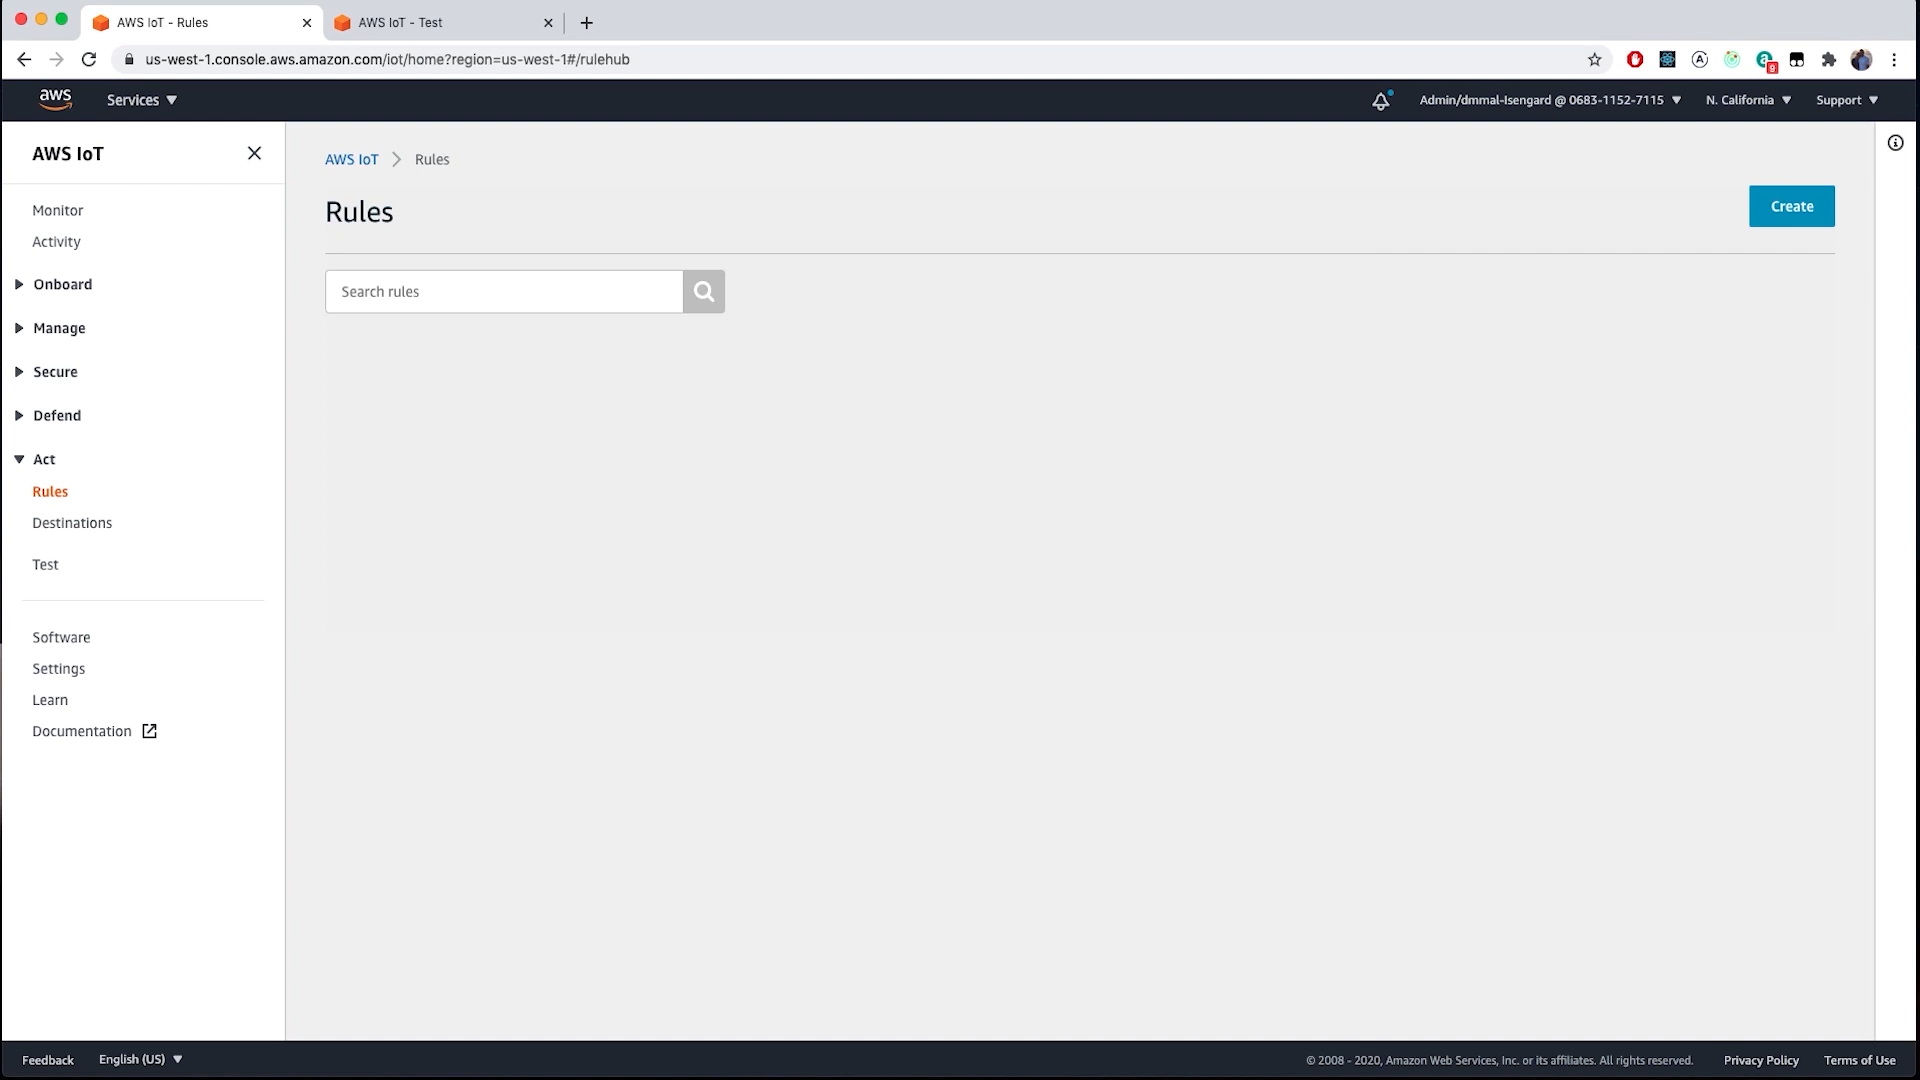 AWS IoT - Rules
AWS IoT - Test
us-west-1.console.aws.amazon.com/iot/home?region=us-west-1#/rulehub
9
aws
Services
Admin/dmmal-Isengard @ 0683-1152-7115
N. California
Support
AWS IoT
Monitor
Activity
Onboard
Manage
Secure
Defend
Act
Rules
Destinations
Test
Software
Settings
Learn
Documentation
AWS IoT
Rules
Rules
Create
Search rules
Feedback
English (US)
© 2008 - 2020, Amazon Web Services, Inc. or its affiliates. All rights reserved.
Privacy Policy
Terms of Use